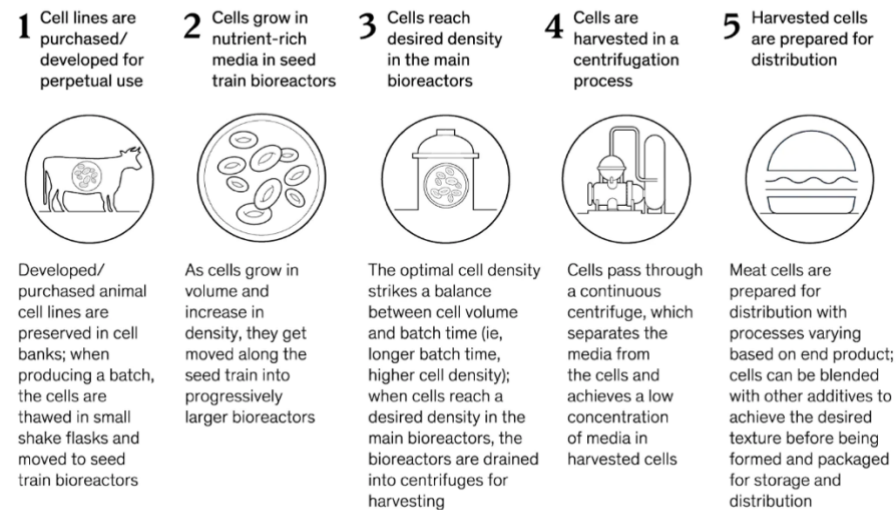 1 Cell lines are
purchased/
developed for
perpetual use
2 Cells grow in
nutrient-rich
media in seed
train bioreactors
3 Cells reach
desired density
in the main
bioreactors
4 Cells are
harvested in a
centrifugation
process
5 Harvested cells
are prepared for
distribution
Developed/
purchased animal
cell lines are
preserved in cell
banks; when
producing a batch,
the cells are
thawed in small
shake flasks and
moved to seed
train bioreactors
As cells grow in
volume and
increase in
density, they get
moved along the
seed train into
progressively
larger bioreactors
The optimal cell density
strikes a balance
between cell volume
and batch time (ie,
longer batch time,
higher cell density);
when cells reach a
desired density in the
main bioreactors, the
bioreactors are drained
into centrifuges for
harvesting
Cells pass through
a continuous
centrifuge, which
separates the
media from
the cells and
achieves a low
concentration
of media in
harvested cells
Meat cells are
prepared for
distribution with
processes varying
based on end product;
cells can be blended
with other additives to
achieve the desired
texture before being
formed and packaged
for storage and
distribution